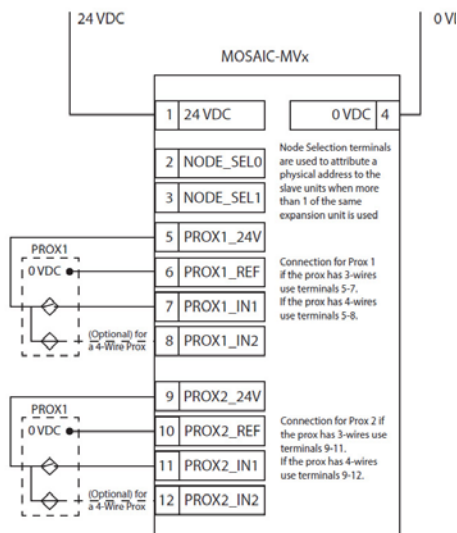 24 VDC
0 V
MOSAIC-MVx
1 24 VDC
0 VDC 4
2 NODE_SEL0
3 NODE_SEL1
Node Selection terminals
are used to attribute a
physical address to the
slave units when more
than 1 of the same
expansion unit is used
5 PROX1_24V
PROX1
0 VDC
6 PROX1_REF
7 PROX1_IN1
(Optional) for
a 4-Wire Prox
8 PROX1_IN2
Connection for Prox 1
if the prox has 3-wires
use terminals 5-7.
If the prox has 4-wires
use terminals 5-8.
9 PROX2_24V
PROX1
0 VDC
10 PROX2_REF
11 PROX2_IN1
(Optional) for
a 4-Wire Prox
12 PROX2_IN2
Connection for Prox 2 if
the prox has 3-wires use
terminals 9-11.
If the prox has 4-wires
use terminals 9-12.